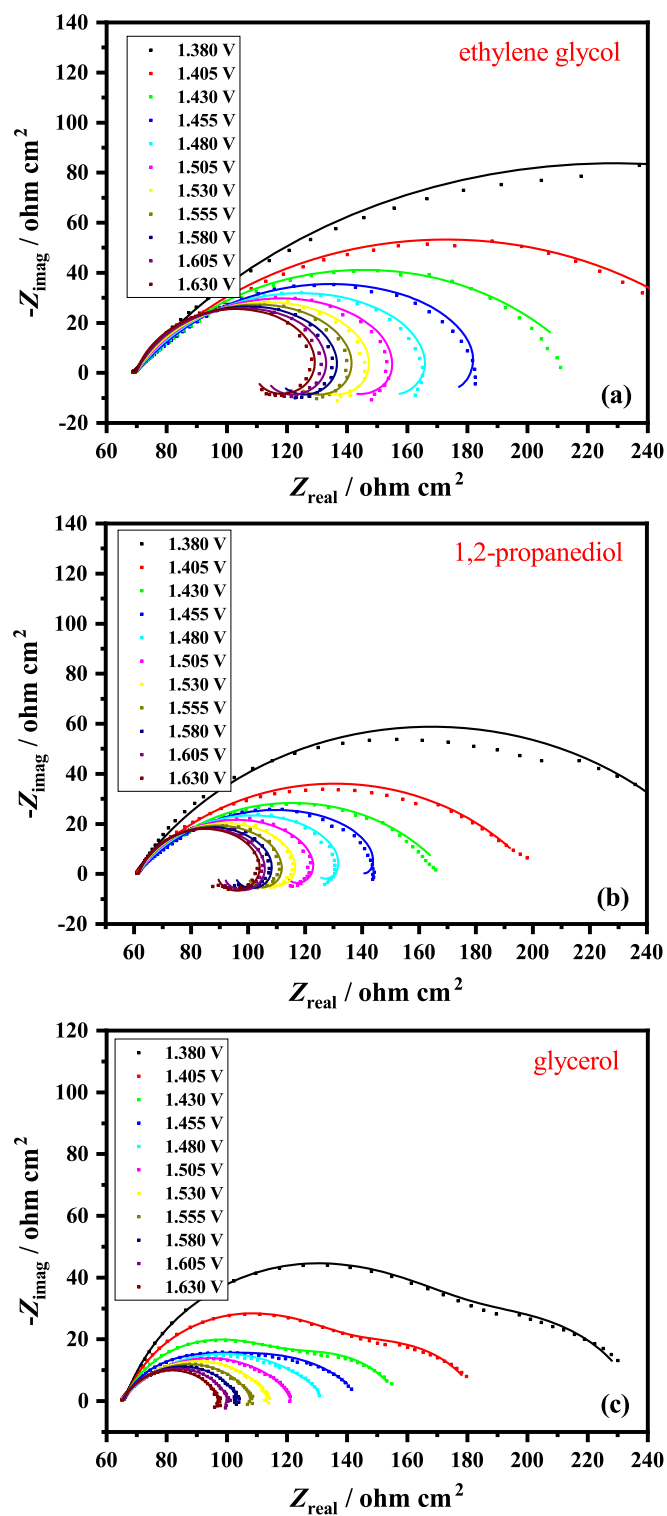 140
120
100
80
60
40
20
0
-20
-Zimag / ohm cm2
1.380 V
1.405 V
1.430 V
1.455 V
1.480 V
1.505 V
1.530 V
1.555 V
1.580 V
1.605 V
1.630 V
ethylene glycol
(a)
60 80 100 120 140 160 180 200 220 240
Zreal / ohm cm2
140
120
100
80
60
40
20
0
-20
-Zimag / ohm cm2
1.380 V
1.405 V
1.430 V
1.455 V
1.480 V
1.505 V
1.530 V
1.555 V
1.580 V
1.605 V
1.630 V
1,2-propanediol
(b)
40 60 80 100 120 140 160 180 200 220 240
Zreal / ohm cm2
120
100
80
60
40
20
0
-20
-Zimag / ohm cm2
1.380 V
1.405 V
1.430 V
1.455 V
1.480 V
1.505 V
1.530 V
1.555 V
1.580 V
1.605 V
1.630 V
glycerol
(c)
60 80 100 120 140 160 180 200 220 240
Zreal / ohm cm2